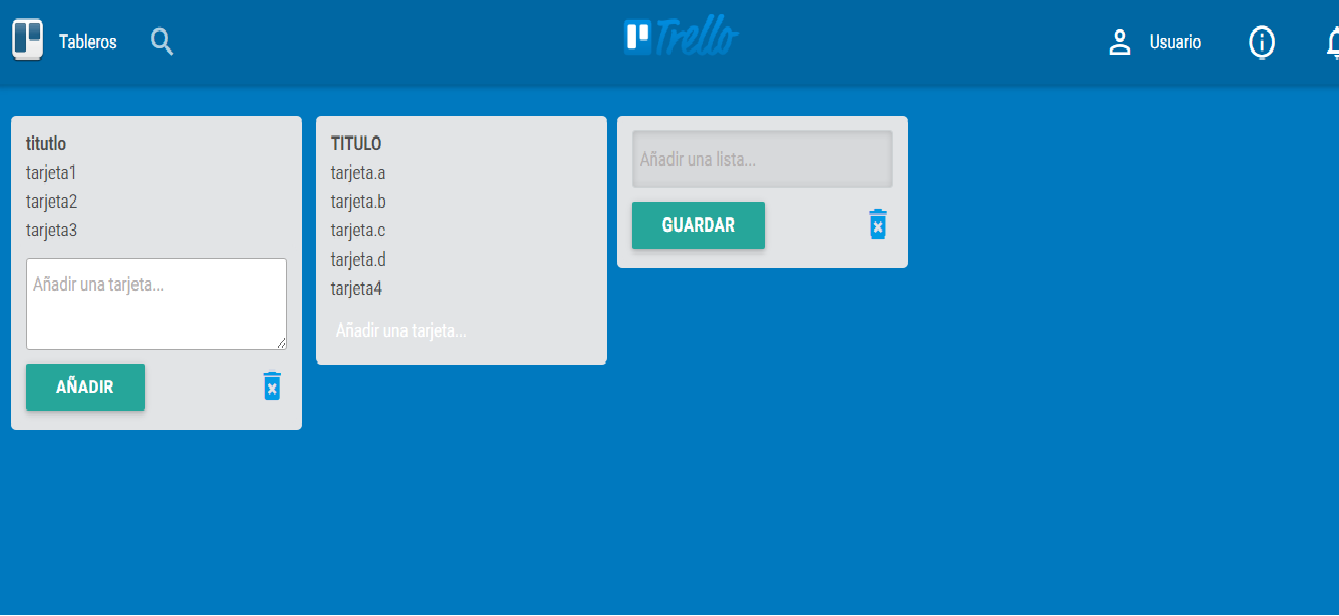 Tableros
Trello
Usuario
titutlo
tarjeta1
tarjeta2
tarjeta3
Añadir una tarjeta...
AÑADIR
TITULO
tarjeta.a
tarjeta.b
tarjeta.c
tarjeta.d
tarjeta4
Añadir una tarjeta...
Añadir una lista...
GUARDAR